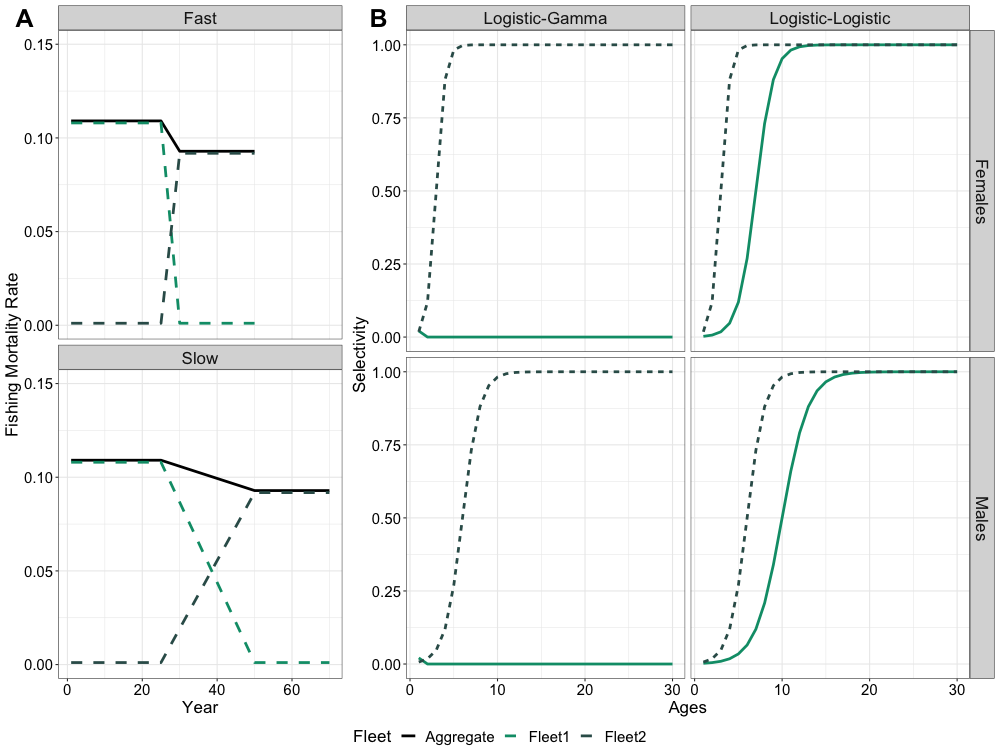 A
Fast
0.15
0.10
0.05
0.00
Slow
0.15
0.10
0.05
0.00
0 20 40 60
Year
Fishing Mortality Rate
B
Logistic-Gamma Logistic-Logistic
1.00
0.75
0.50
0.25
0.00
Females
1.00
0.75
0.50
0.25
0.00
Males
0 10 20 30 0 10 20 30
Ages
Selectivity
Fleet Aggregate Fleet1 Fleet2